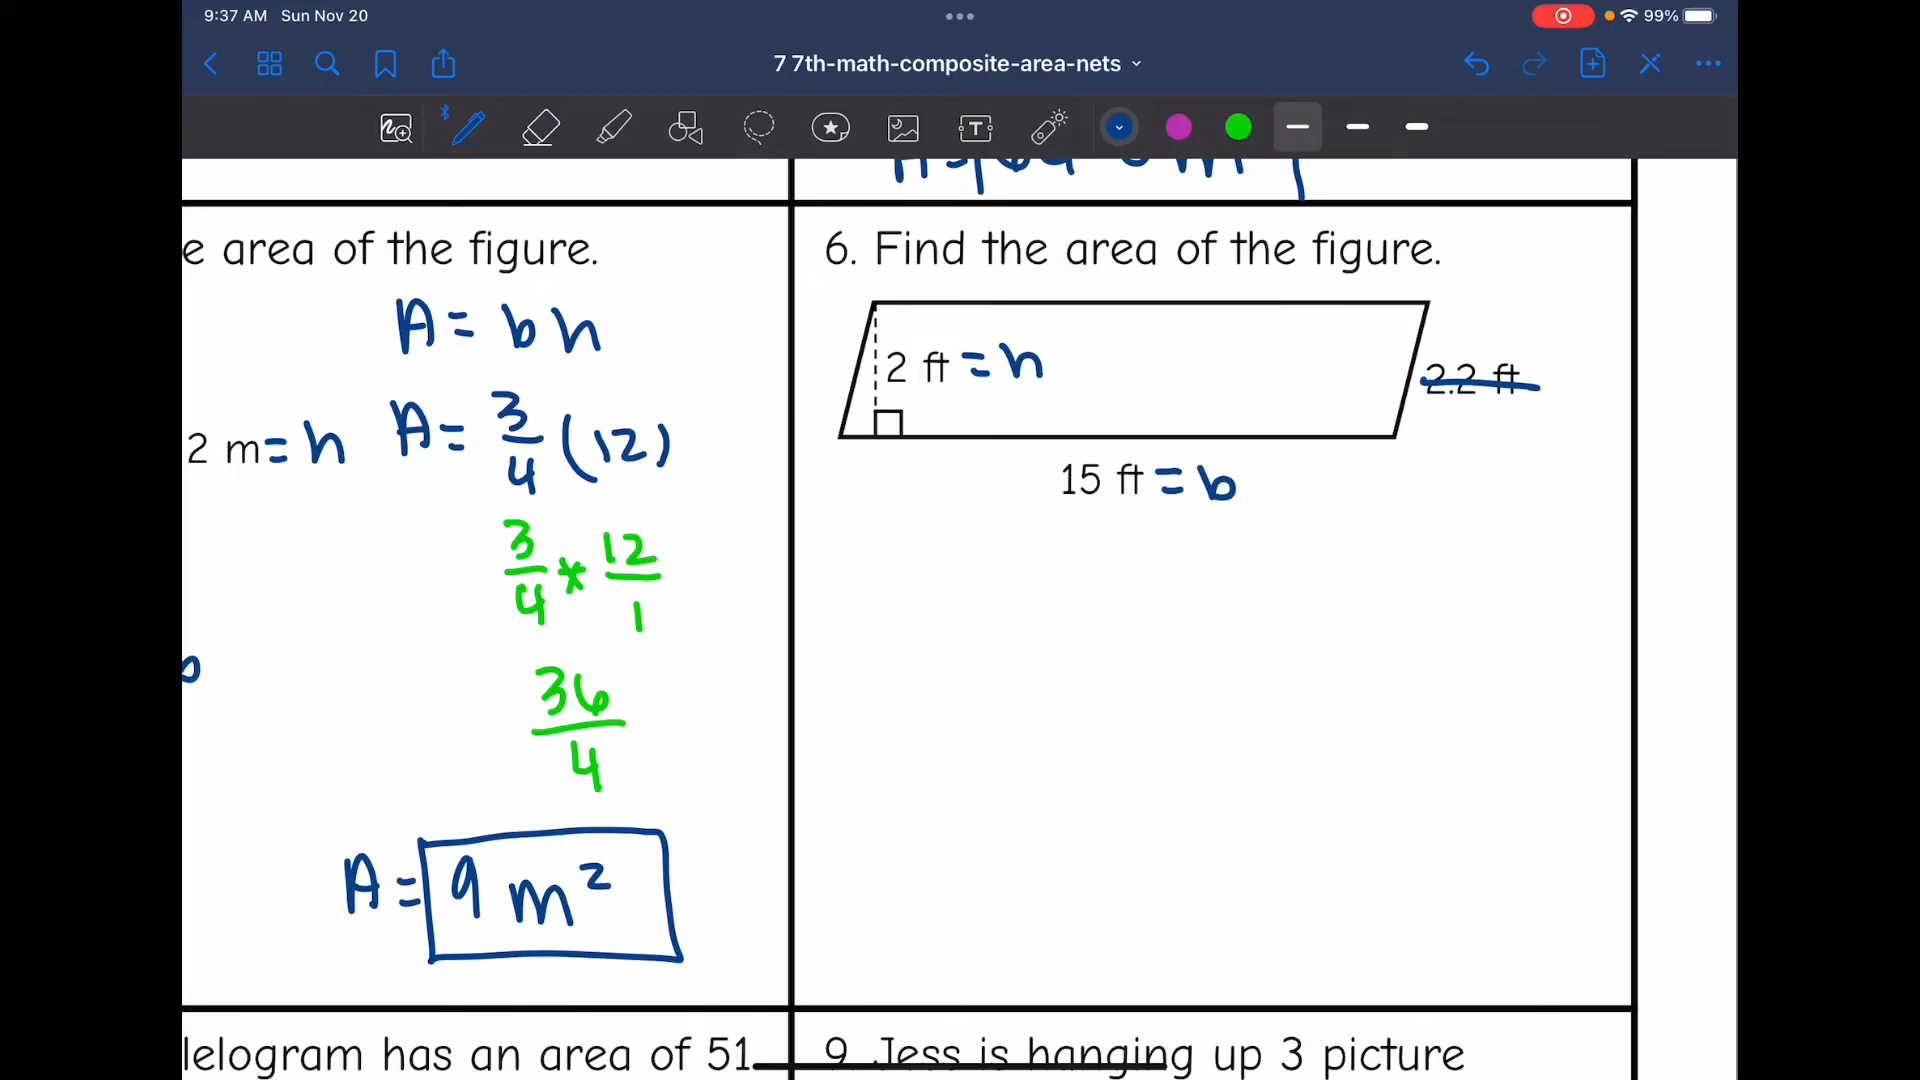 9:37 AM Sun Nov 20
99%
7 7th-math-composite-area-nets
e area of the figure.
A = bh
2 m = h
A = 3/4 (12)
3/4 * 12/1
36/4
A = 9 m²
6. Find the area of the figure.
2 ft = h
2.2 ft
15 ft = b
lelogram has an area of 51
9. Jess is hanging up 3 picture